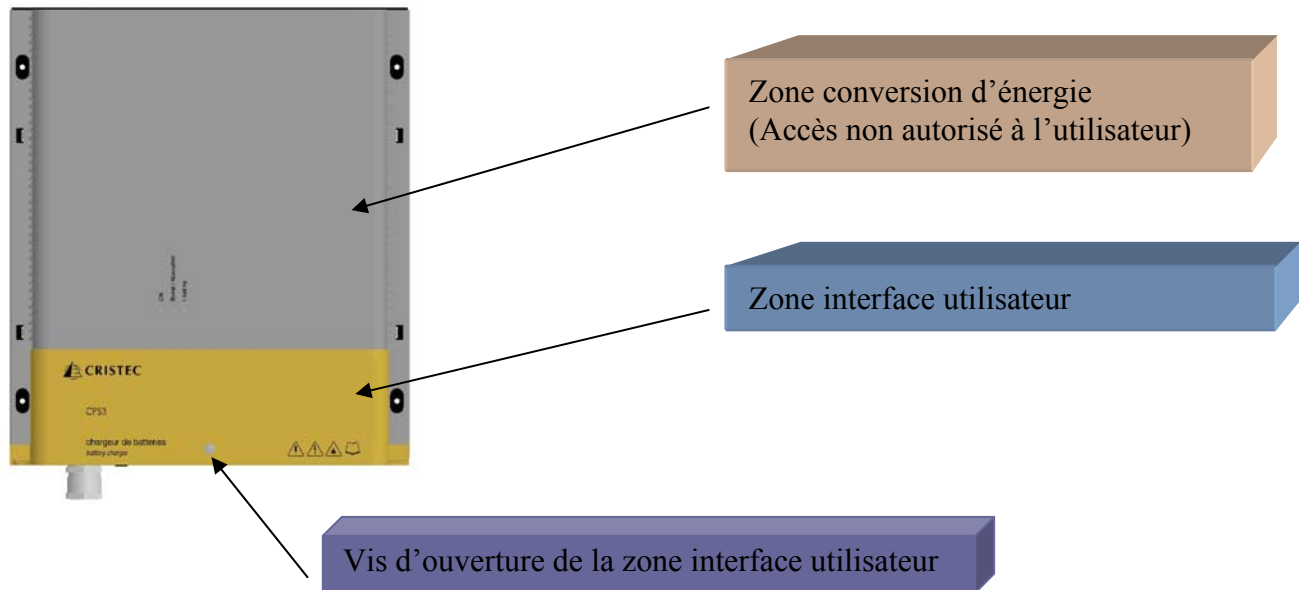 Zone conversion d’énergie
(Accès non autorisé à l’utilisateur)
Zone interface utilisateur
CRISTEC
CPS3
chargeur de batteries
battery charger
Vis d’ouverture de la zone interface utilisateur